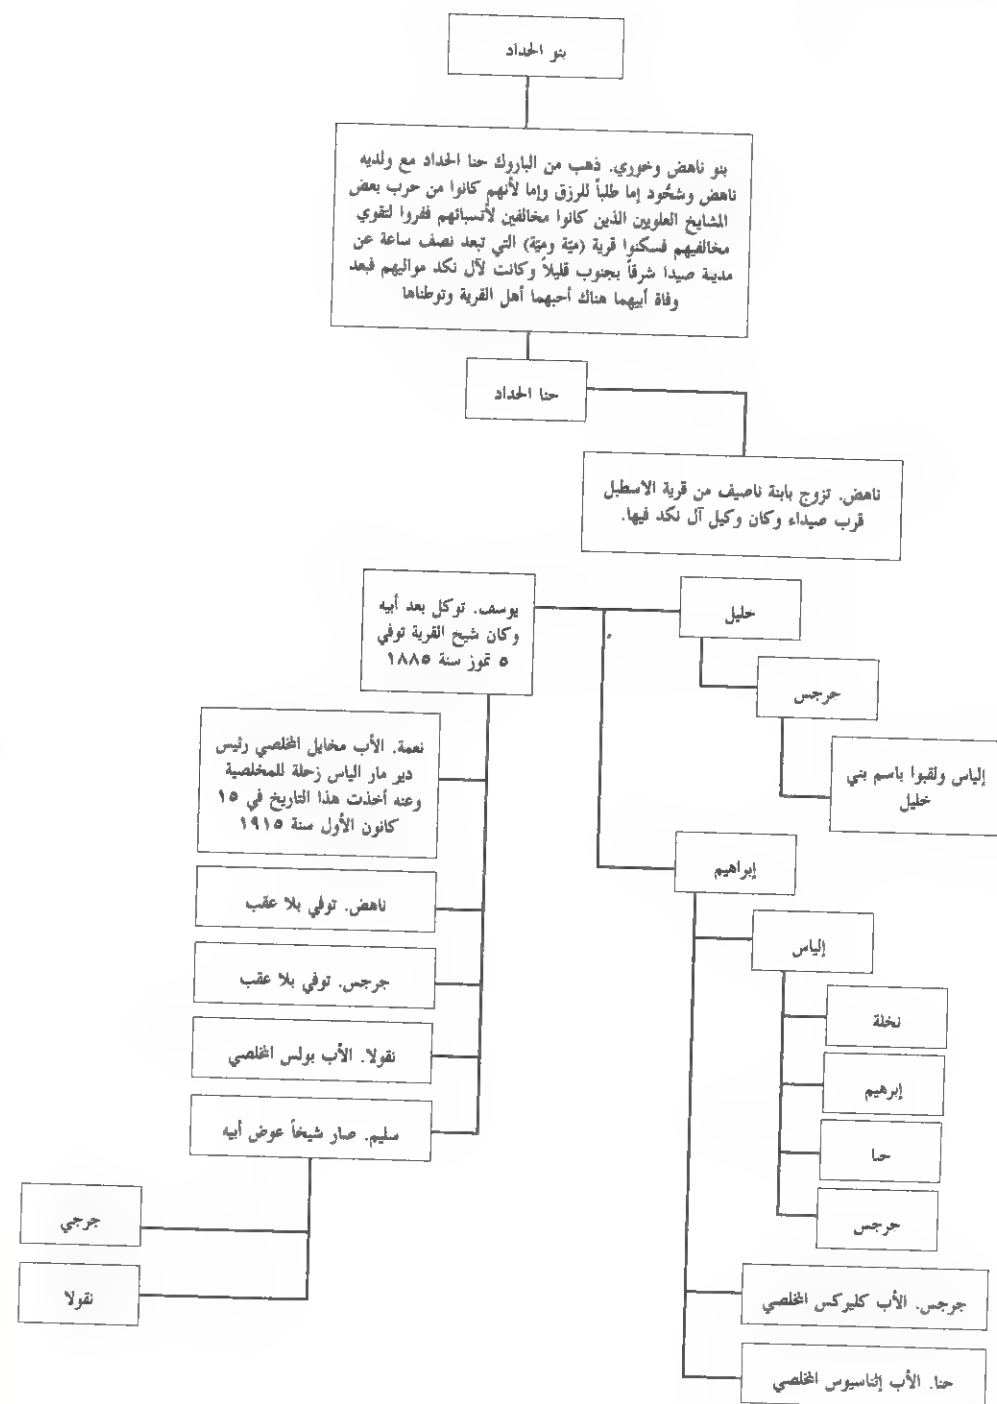 بنو الحداد
بنو ناهض وخوري. ذهب من الباروك حنا الحداد مع ولديه
ناهض وشحُّود إما طلباً للرزق وإما لأنهم كانوا من حرب بعض
المشايخ العلويين الذين كانوا مخالفين لأنسبائهم ففروا لتقوي
مخالفيهم فسكنوا قرية (ميّة وميّة) التي تبعد نصف ساعة عن
مدينة صيدا شرقاً بجنوب قليلاً وكانت لآل نكد مواليهم فبعد
وفاة أبيهما هناك أحبهما أهل القرية وتوطناها
حنا الحداد
ناهض. تزوج بابنة ناصيف من قرية الاسطبل
قرب صيداء وكان وكيل آل نكد فيها.
يوسف. توكل بعد أبيه
وكان شيخ القرية توفي
٥ تموز سنة ١٨٨٥
خليل
جرجس
إلياس ولقبوا باسم بني
خليل
نعمة. الأب مخايل المخلصي رئيس
دير مار الياس زحلة للمخلصية
وعنه أخذت هذا التاريخ في ١٥
كانون الأول سنة ١٩١٥
ناهض. توفي بلا عقب
جرجس. توفي بلا عقب
نقولا. الأب بولس المخلصي
سليم. صار شيخاً عوض أبيه
جرجي
نقولا
إبراهيم
إلياس
نخلة
إبرهيم
حنا
جرجس
جرجس. الأب كليركس المخلصي
حنا. الأب إثناسيوس المخلصي